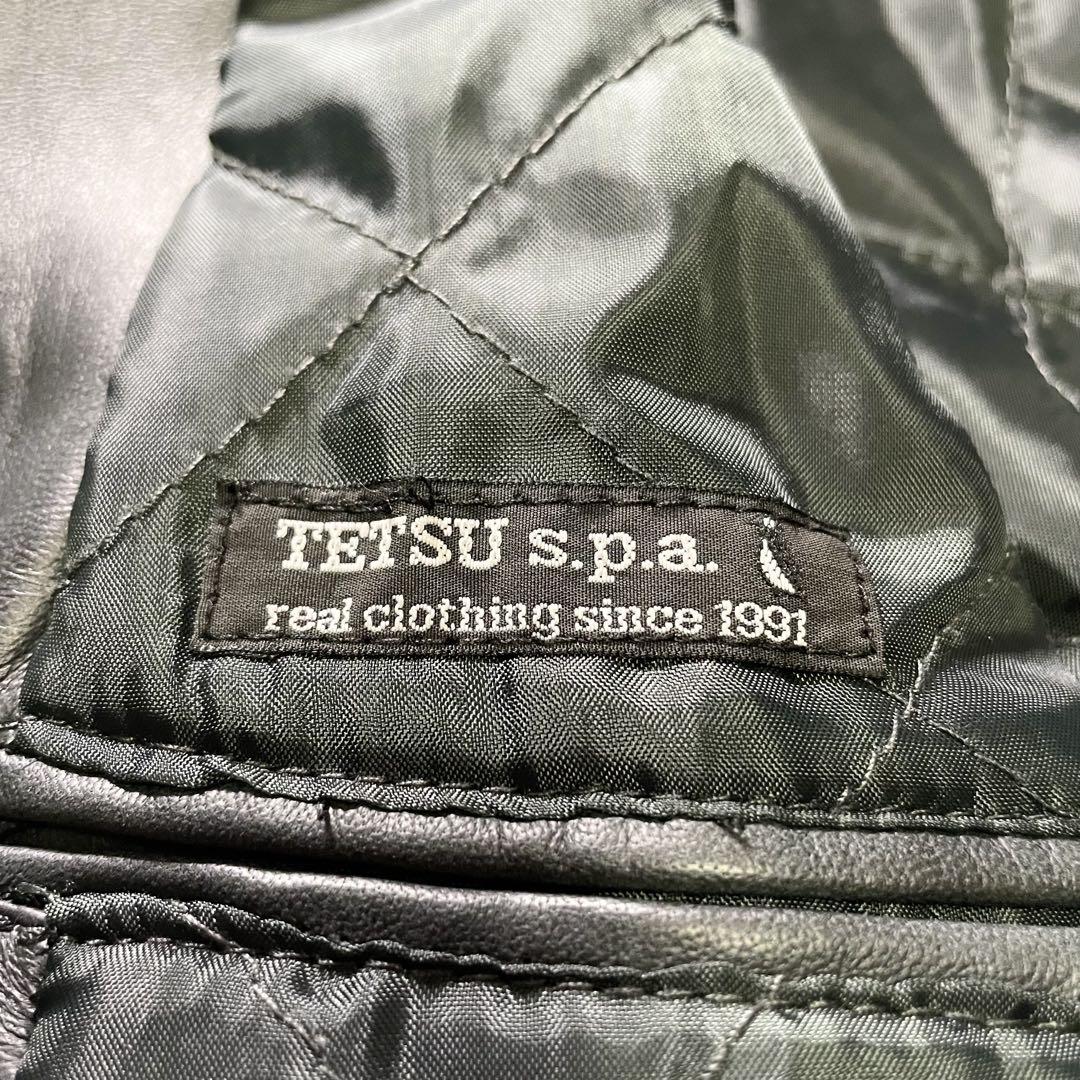 TETSU s.p.a.
real clothing since 1991